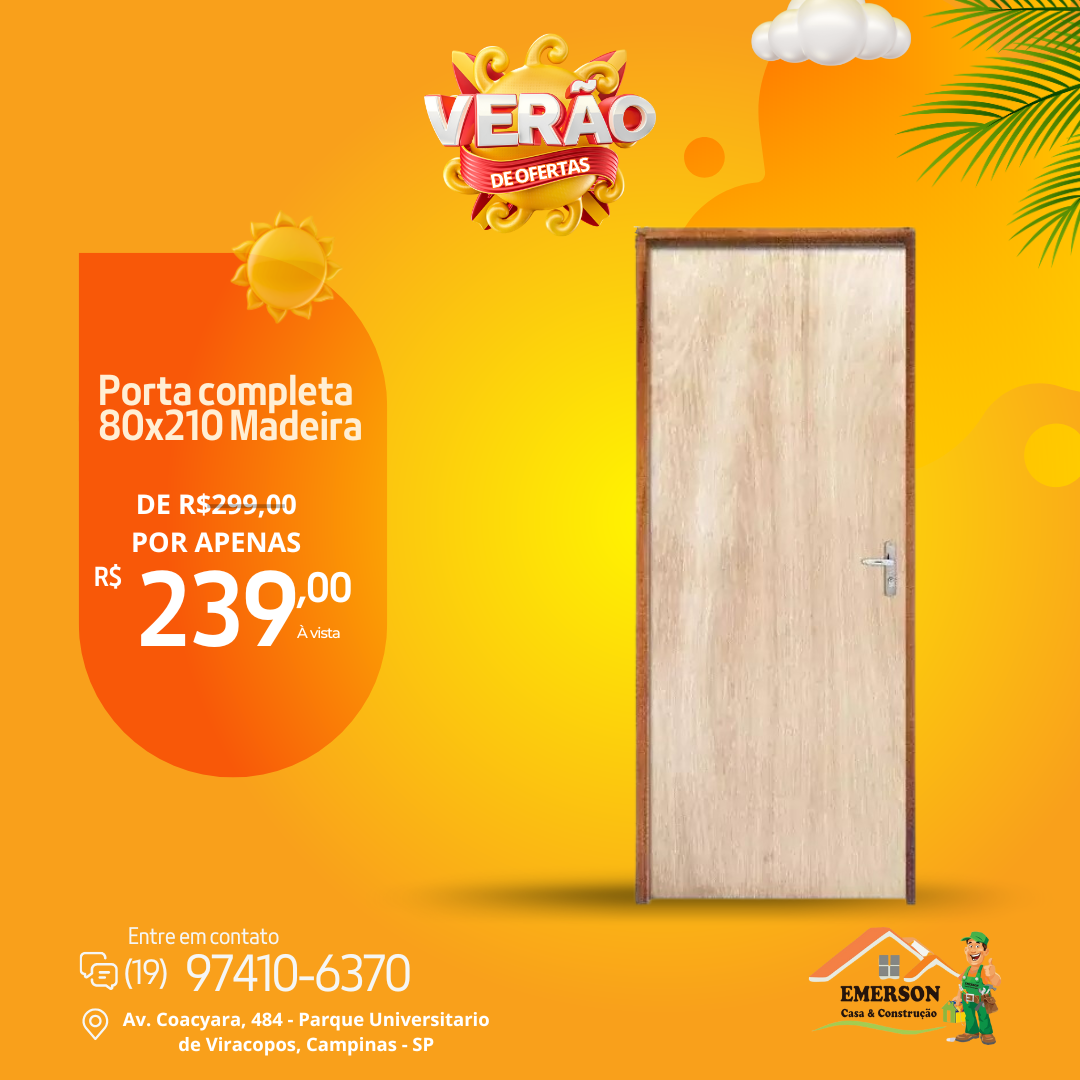 VERÃO
DE OFERTAS
Porta completa
80x210 Madeira
DE R$299,00
POR APENAS
R$ 239,00
À vista
Entre em contato
(19) 97410-6370
Av. Coacyara, 484 - Parque Universitario
de Viracopos, Campinas - SP
EMERSON
Casa & Construção